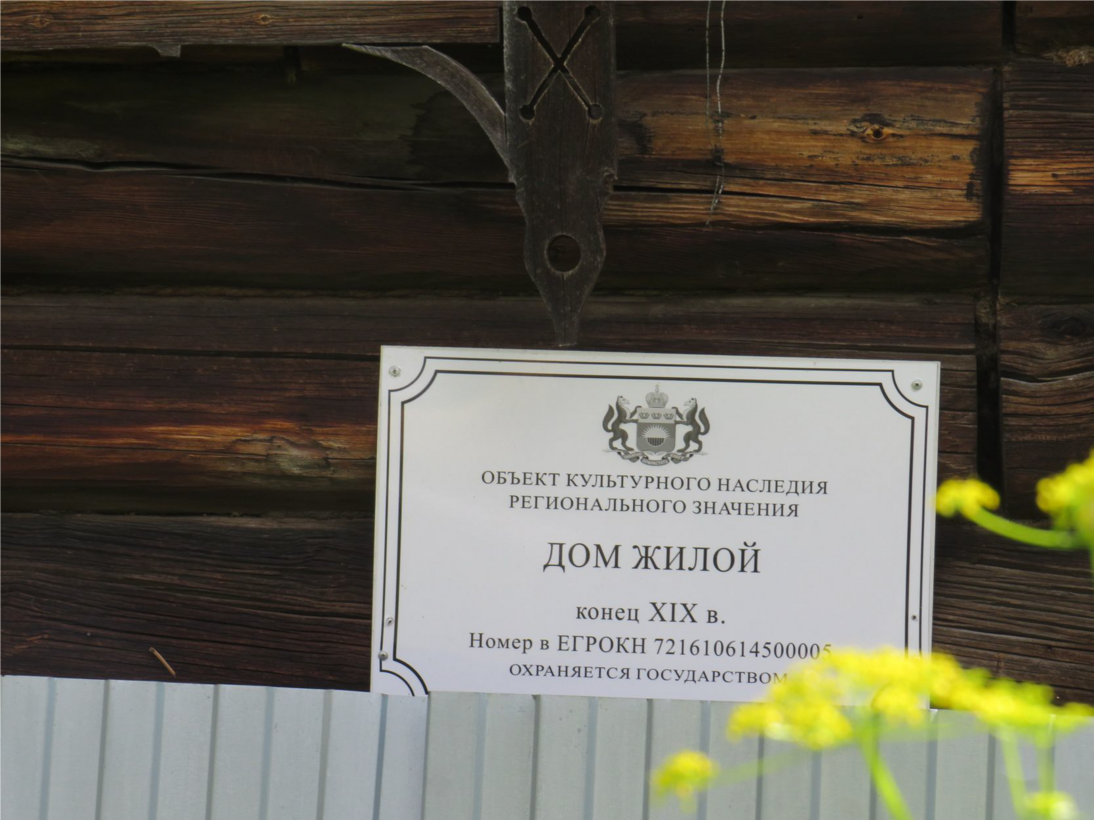 ОБЪЕКТ КУЛЬТУРНОГО НАСЛЕДИЯ
РЕГИОНАЛЬНОГО ЗНАЧЕНИЯ
ДОМ ЖИЛОЙ
конец XIX в.
Номер в ЕГРОКН 721610614500005
ОХРАНЯЕТСЯ ГОСУДАРСТВОМ